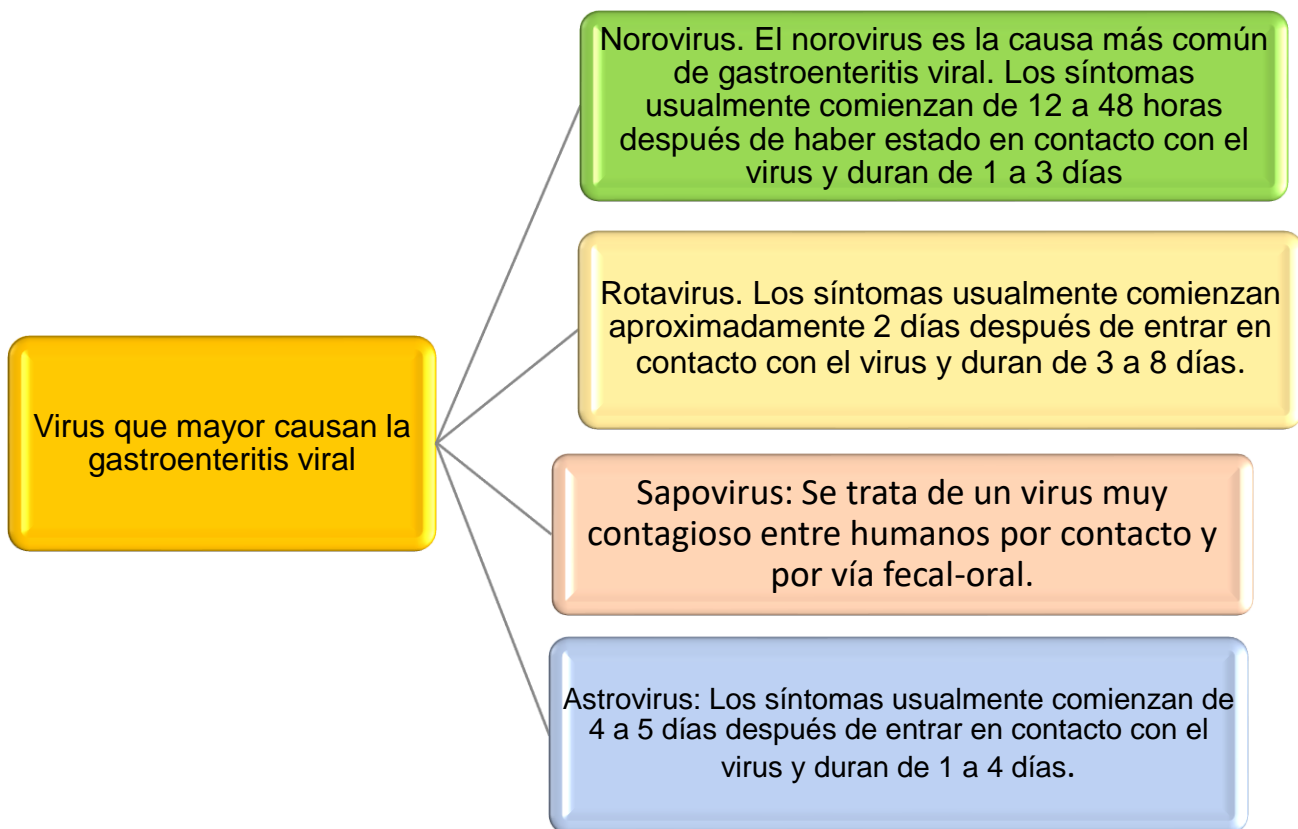 Norovirus. El norovirus es la causa más común
de gastroenteritis viral. Los síntomas
usualmente comienzan de 12 a 48 horas
después de haber estado en contacto con el
virus y duran de 1 a 3 días
Rotavirus. Los síntomas usualmente comienzan
aproximadamente 2 días después de entrar en
contacto con el virus y duran de 3 a 8 días.
Virus que mayor causan la
gastroenteritis viral
Sapovirus: Se trata de un virus muy
contagioso entre humanos por contacto y
por vía fecal-oral.
Astrovirus: Los síntomas usualmente comienzan de
4 a 5 días después de entrar en contacto con el
virus y duran de 1 a 4 días.